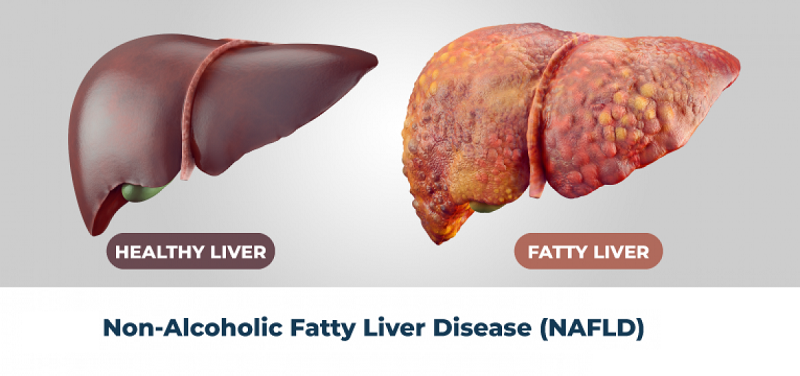 HEALTHY LIVER
FATTY LIVER
Non-Alcoholic Fatty Liver Disease (NAFLD)